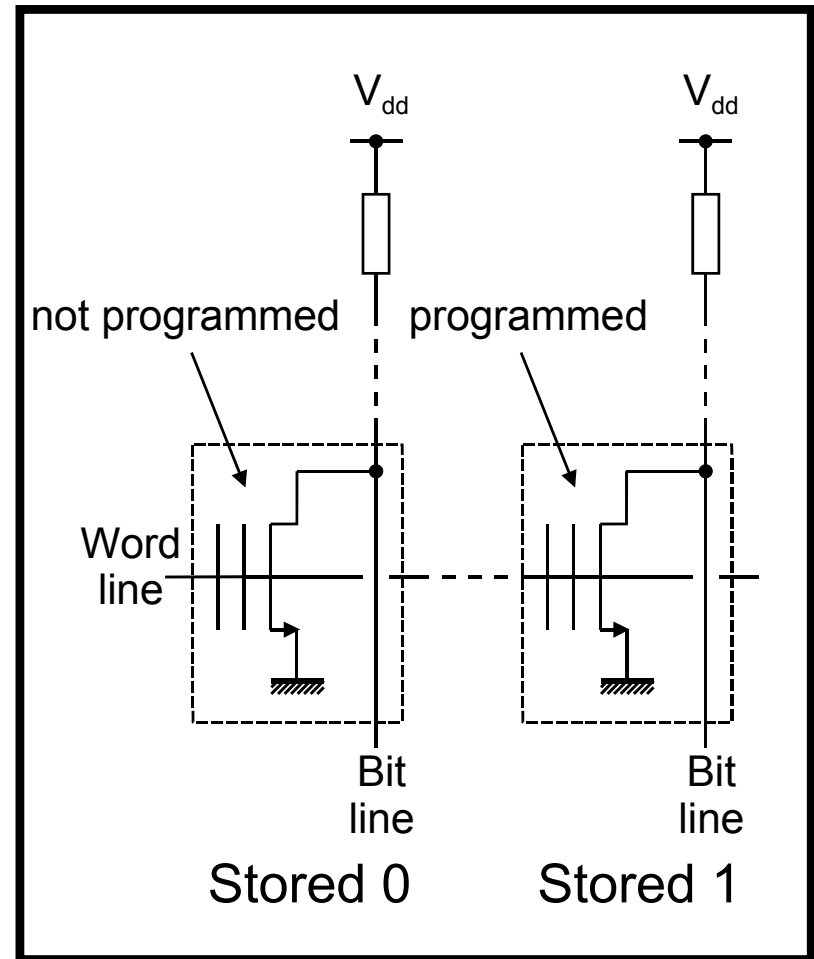 V_dd V_dd
not programmed programmed
Word
line
Bit Bit
line line
Stored 0 Stored 1